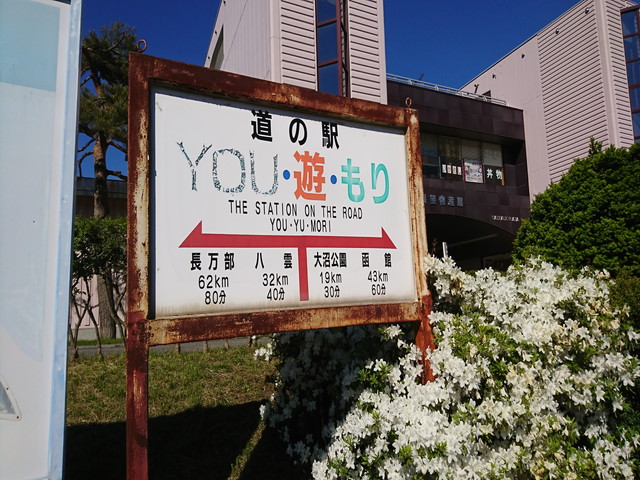 道の駅
YOU・遊・もり
THE STATION ON THE ROAD
YOU・YU・MORI
長万部 八雲 大沼公園 函館
62km 32km 19km 43km
80分 40分 30分 60分